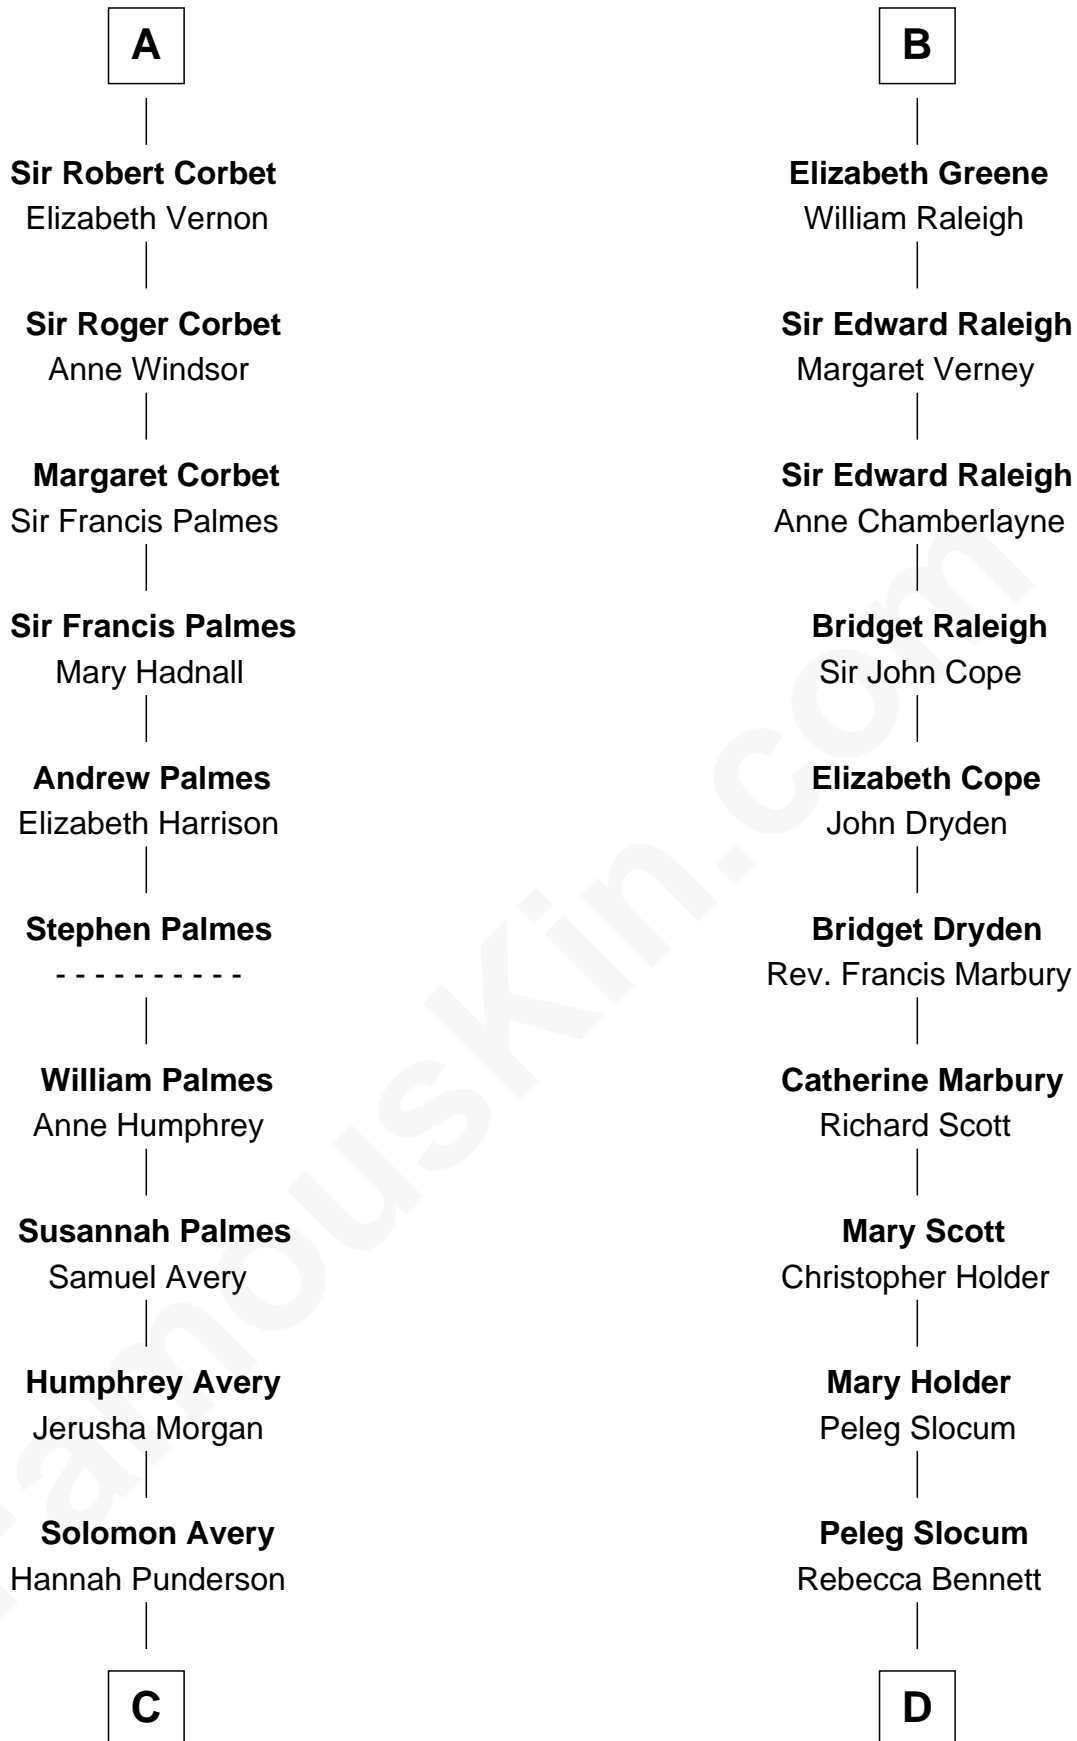 A
Sir Robert Corbet
Elizabeth Vernon
Sir Roger Corbet
Anne Windsor
Margaret Corbet
Sir Francis Palmes
Sir Francis Palmes
Mary Hadnall
Andrew Palmes
Elizabeth Harrison
Stephen Palmes
- - - - - - - - - -
William Palmes
Anne Humphrey
Susannah Palmes
Samuel Avery
Humphrey Avery
Jerusha Morgan
Solomon Avery
Hannah Punderson
C
B
Elizabeth Greene
William Raleigh
Sir Edward Raleigh
Margaret Verney
Sir Edward Raleigh
Anne Chamberlayne
Bridget Raleigh
Sir John Cope
Elizabeth Cope
John Dryden
Bridget Dryden
Rev. Francis Marbury
Catherine Marbury
Richard Scott
Mary Scott
Christopher Holder
Mary Holder
Peleg Slocum
Peleg Slocum
Rebecca Bennett
D
FamousKin.com